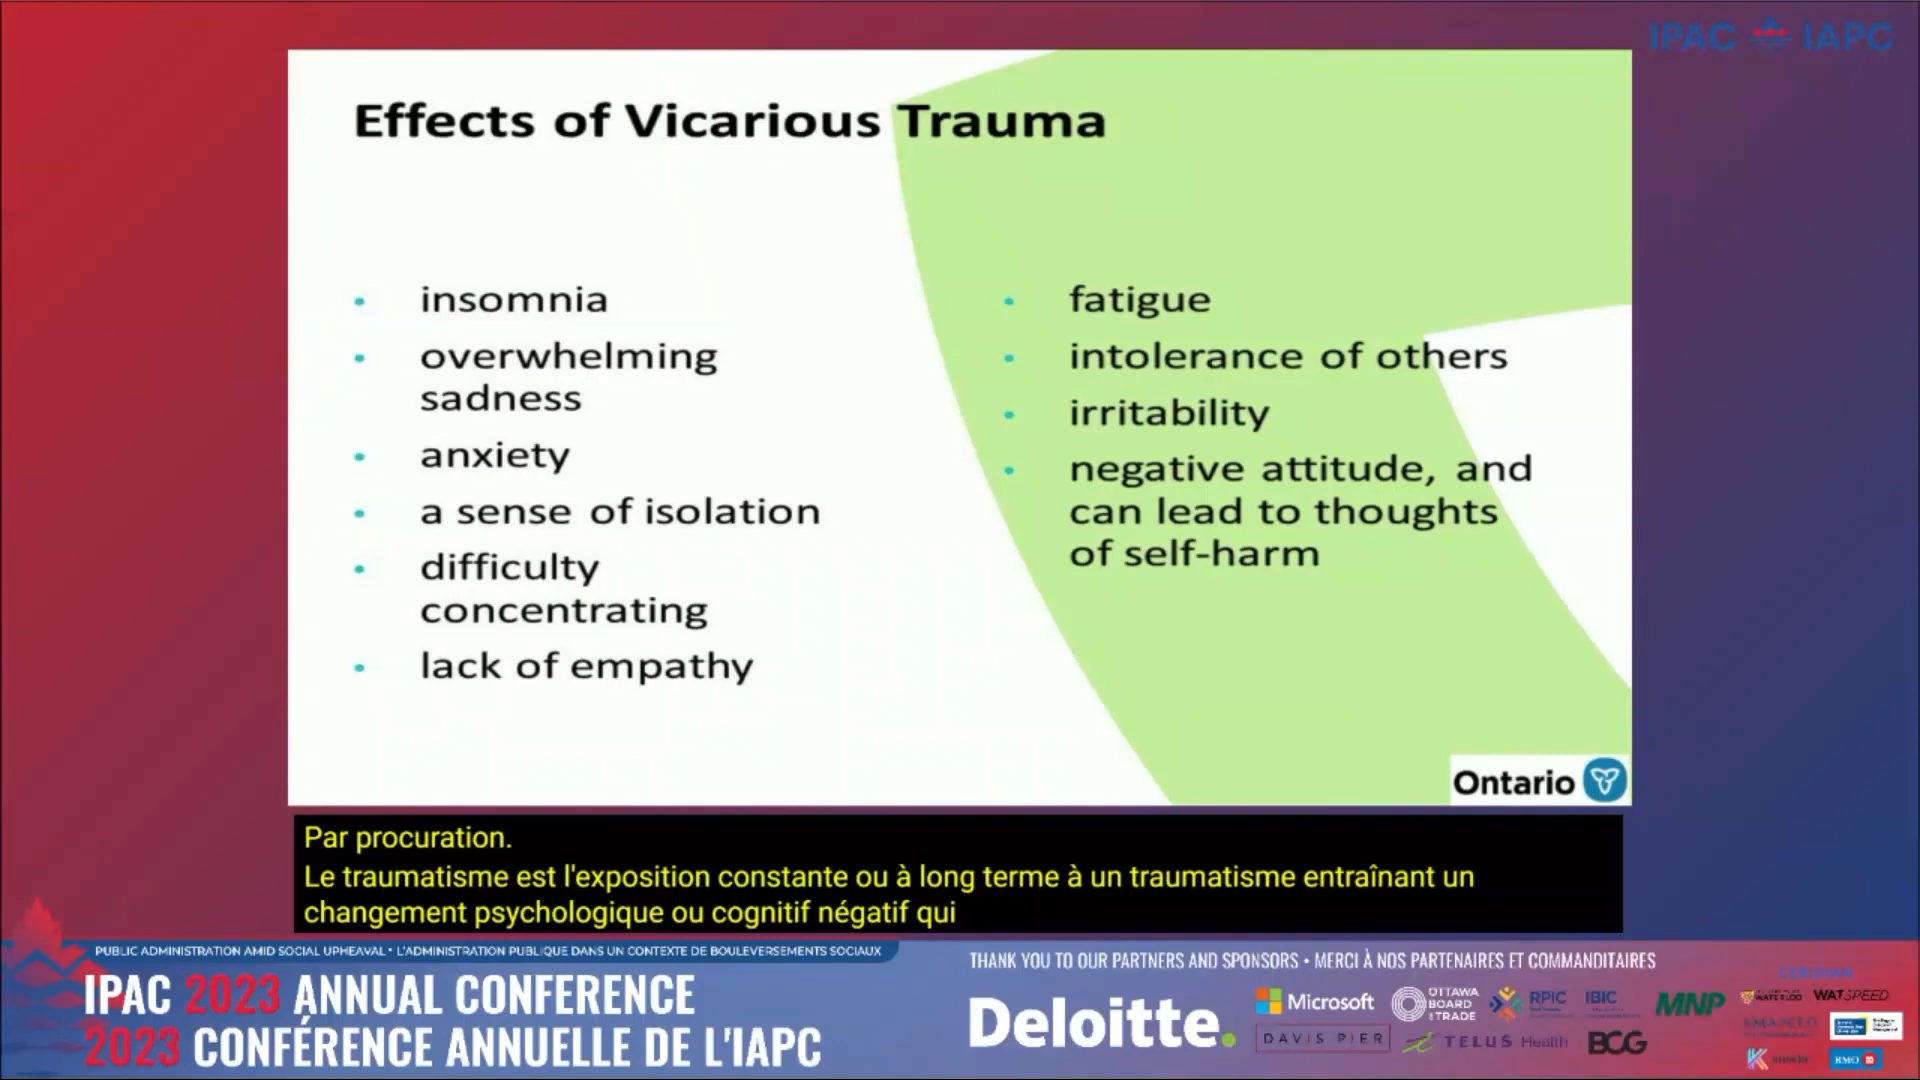 IPAC IAPC
Effects of Vicarious Trauma
• insomnia
• overwhelming
sadness
• anxiety
• a sense of isolation
• difficulty
concentrating
• lack of empathy
• fatigue
• intolerance of others
• irritability
• negative attitude, and
can lead to thoughts
of self-harm
Ontario
Par procuration.
Le traumatisme est l'exposition constante ou à long terme à un traumatisme entraînant un
changement psychologique ou cognitif négatif qui
PUBLIC ADMINISTRATION AMID SOCIAL UPHEAVAL • L'ADMINISTRATION PUBLIQUE DANS UN CONTEXTE DE BOULEVERSEMENTS SOCIAUX
IPAC 2023 ANNUAL CONFERENCE
2023 CONFÉRENCE ANNUELLE DE L'IAPC
THANK YOU TO OUR PARTNERS AND SPONSORS • MERCI À NOS PARTENAIRES ET COMMANDITAIRES
Deloitte.
Microsoft
OTTAWA
BOARD
OF TRADE
RPIC
IBIC
MNP
WATERLOO
WATSPEED
DAVIS PIER
TELUS Health
BCG
BMO